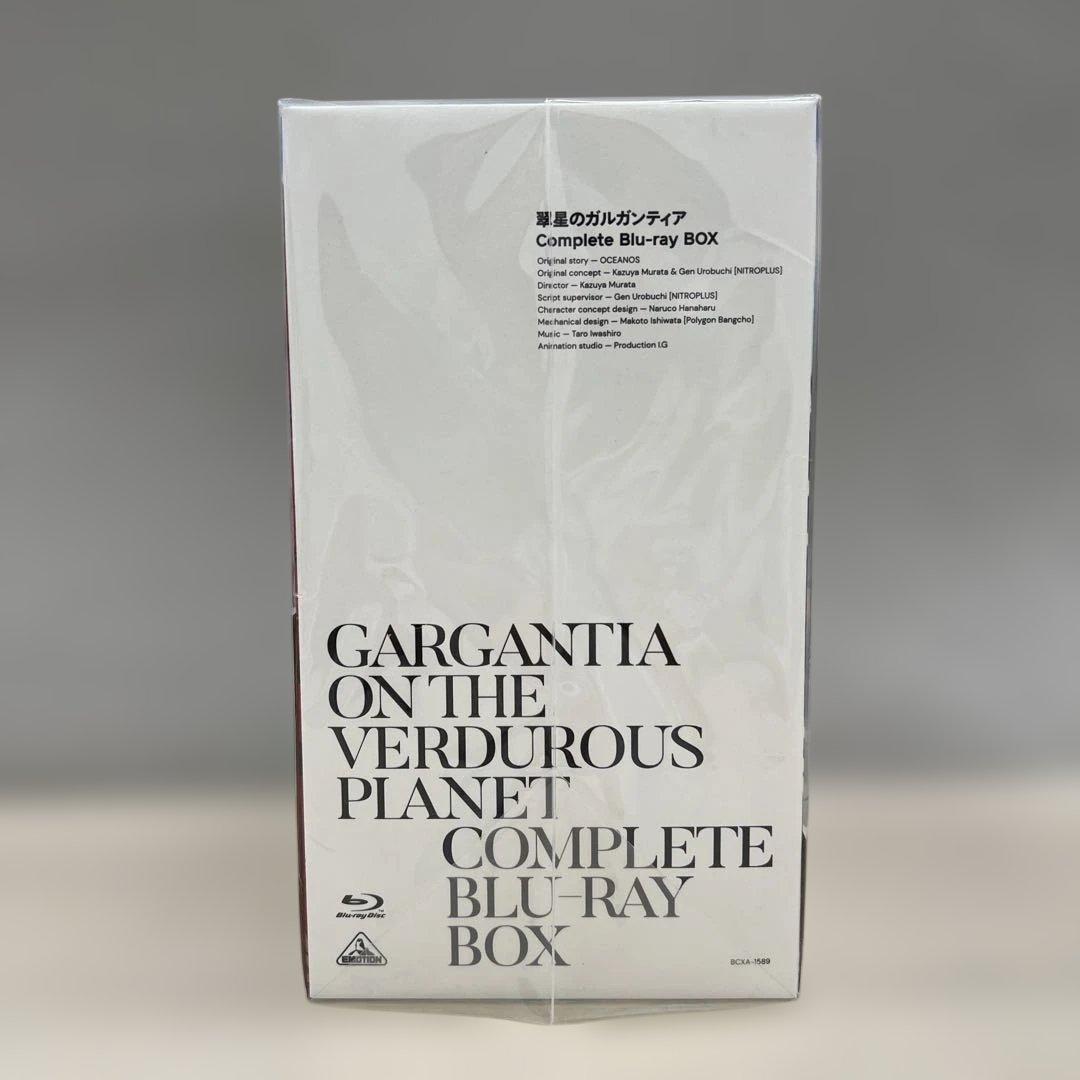 翠星のガルガンティア
Complete Blu-ray BOX
Original story — OCEANOS
Original concept — Kazuya Murata & Gen Urobuchi [NITROPLUS]
Director — Kazuya Murata
Script supervisor — Gen Urobuchi [NITROPLUS]
Character concept design — Naruco Hanaharu
Mechanical design — Makoto Ishiwata [Polygon Bangcho]
Music — Taro Iwashiro
Animation studio — Production I.G
GARGANTIA
ON THE
VERDUROUS
PLANET
COMPLETE
BLU-RAY
BOX
Blu-ray Disc™
EMOTION
BCXA-1589